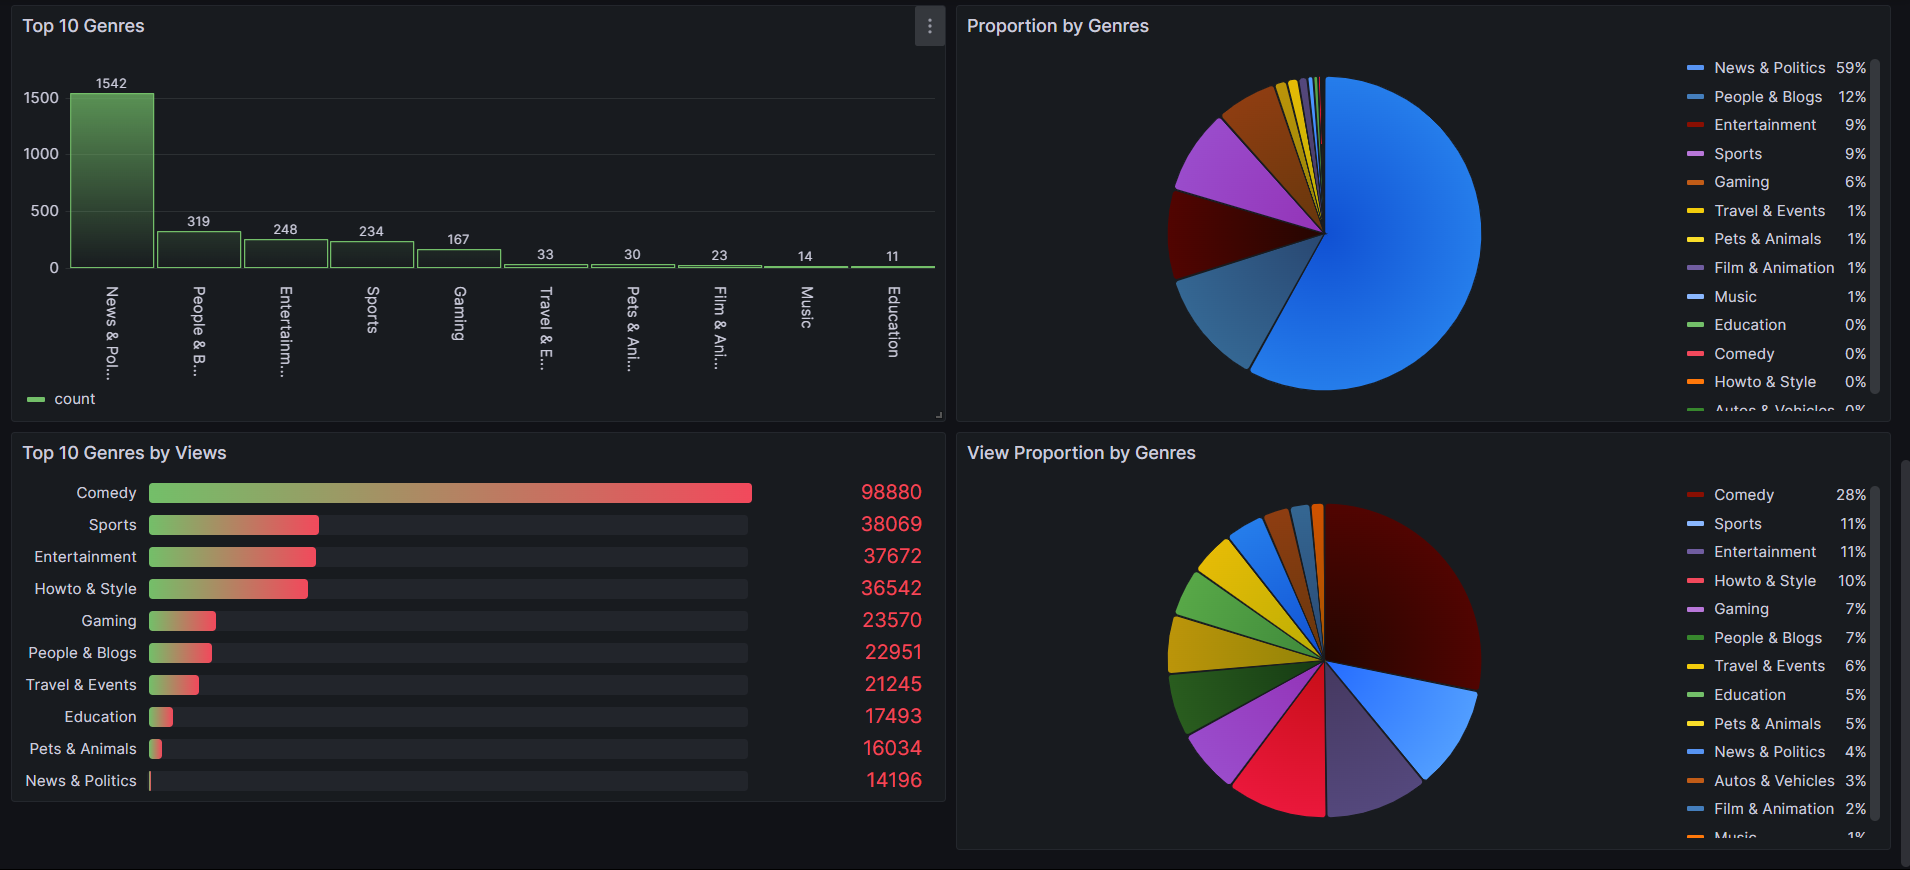 Top 10 Genres
1542
1500
1000
500
0
319
248
234
167
33
30
23
14
11
News & Pol...
People & B...
Entertainm...
Sports
Gaming
Travel & E...
Pets & Ani...
Film & Ani...
Music
Education
count
Proportion by Genres
News & Politics 59%
People & Blogs 12%
Entertainment 9%
Sports 9%
Gaming 6%
Travel & Events 1%
Pets & Animals 1%
Film & Animation 1%
Music 1%
Education 0%
Comedy 0%
Howto & Style 0%
Autos & Vehicles 0%
Top 10 Genres by Views
Comedy 98880
Sports 38069
Entertainment 37672
Howto & Style 36542
Gaming 23570
People & Blogs 22951
Travel & Events 21245
Education 17493
Pets & Animals 16034
News & Politics 14196
View Proportion by Genres
Comedy 28%
Sports 11%
Entertainment 11%
Howto & Style 10%
Gaming 7%
People & Blogs 7%
Travel & Events 6%
Education 5%
Pets & Animals 5%
News & Politics 4%
Autos & Vehicles 3%
Film & Animation 2%
Music 1%